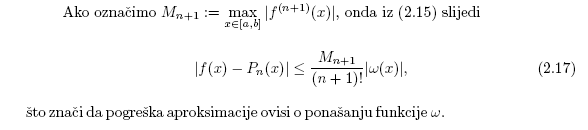 Ako označimo $M_{n+1} := \max_{x \in [a,b]} |f^{(n+1)}(x)|$, onda iz (2.15) slijedi
$|f(x) - P_n(x)| \leq \frac{M_{n+1}}{(n+1)!} |\omega(x)|,$ (2.17)
što znači da pogreška aproksimacije ovisi o ponašanju funkcije $\omega$.